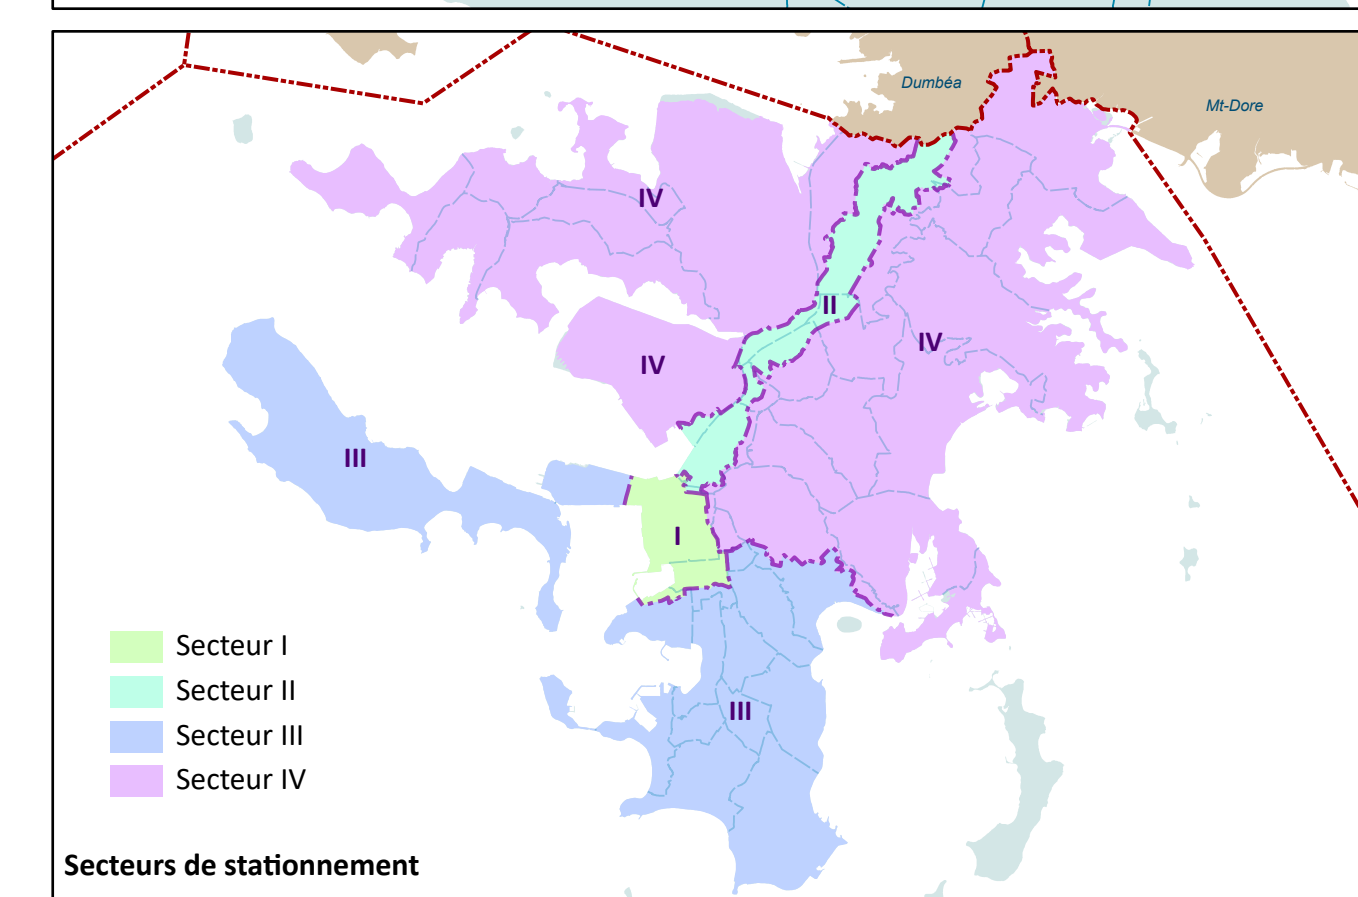 Dumbéa
Mt-Dore
IV
II
IV
IV
III
I
III
Secteur I
Secteur II
Secteur III
Secteur IV
Secteurs de stationnement